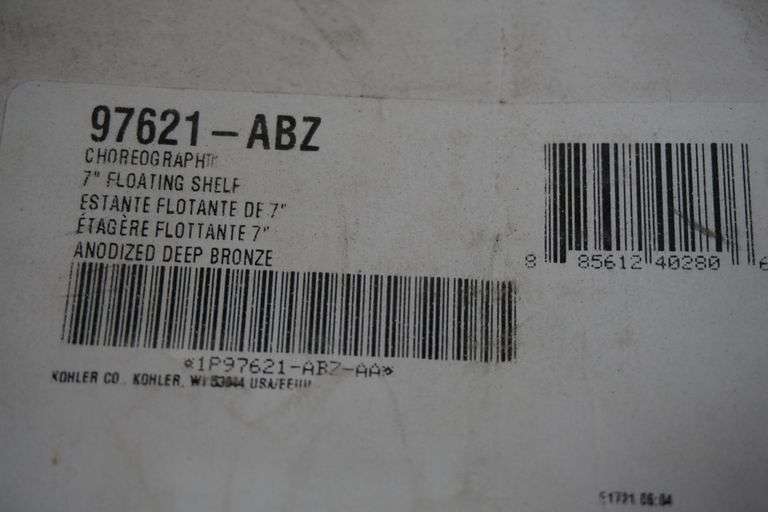 97621-ABZ
CHOREOGRAPH™
7" FLOATING SHELF
ESTANTE FLOTANTE DE 7"
ÉTAGÈRE FLOTTANTE 7"
ANODIZED DEEP BRONZE
8 85612 40280 6
*1P97621-ABZ-AA*
KOHLER CO., KOHLER, WI 53044 USA/EEUU